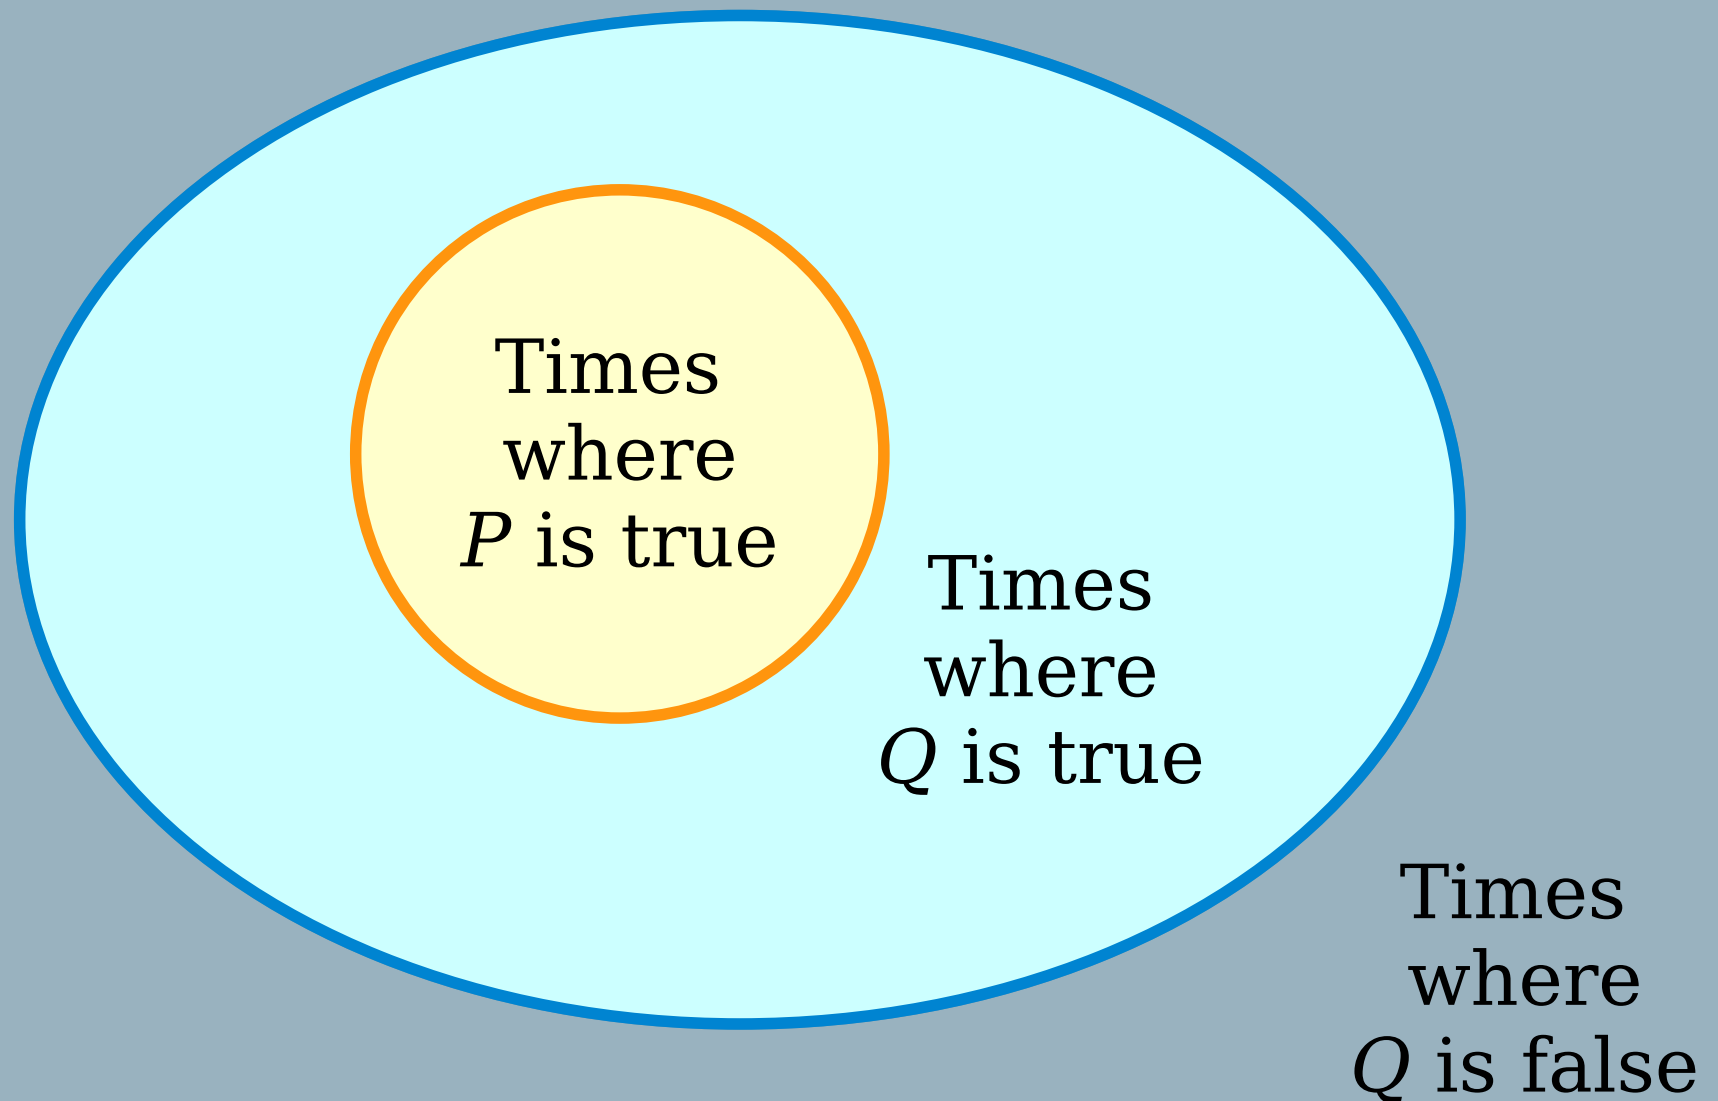 Times
where
P is true
Times
where
Q is true
Times
where
Q is false